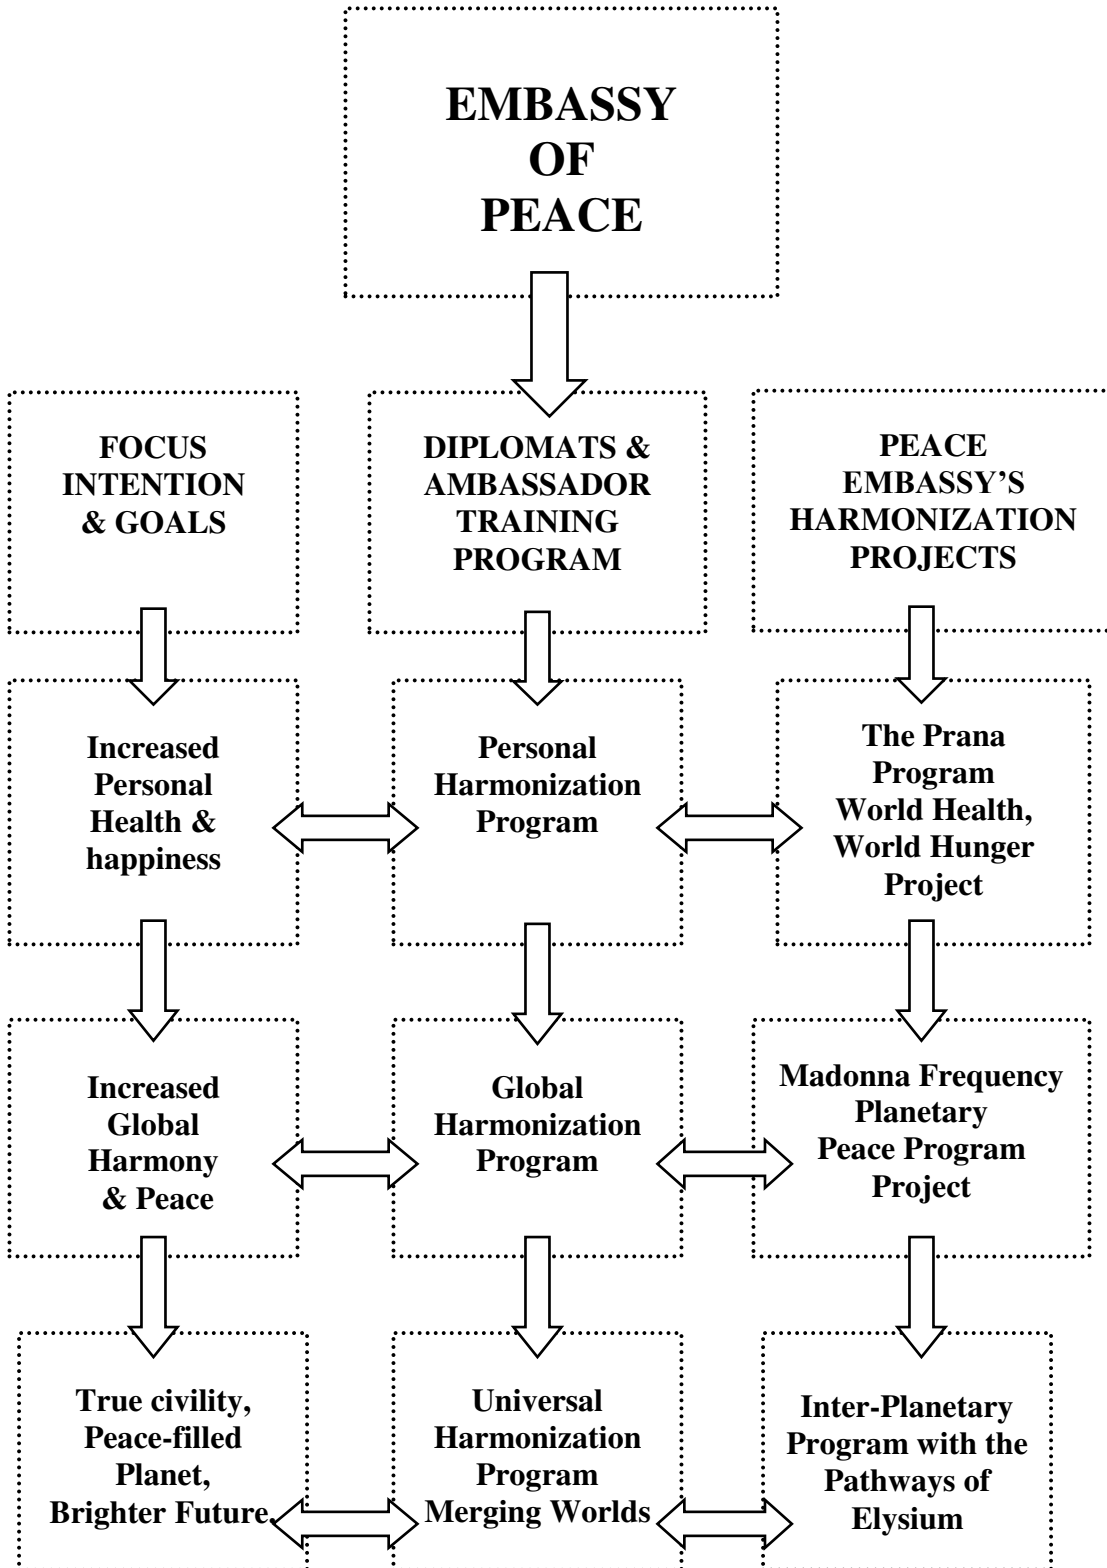 EMBASSY
OF
PEACE
FOCUS
INTENTION
& GOALS
DIPLOMATS &
AMBASSADOR
TRAINING
PROGRAM
PEACE
EMBASSY’S
HARMONIZATION
PROJECTS
Increased
Personal
Health &
happiness
Personal
Harmonization
Program
The Prana
Program
World Health,
World Hunger
Project
Increased
Global
Harmony
& Peace
Global
Harmonization
Program
Madonna Frequency
Planetary
Peace Program
Project
True civility,
Peace-filled
Planet,
Brighter Future.
Universal
Harmonization
Program
Merging Worlds
Inter-Planetary
Program with the
Pathways of
Elysium